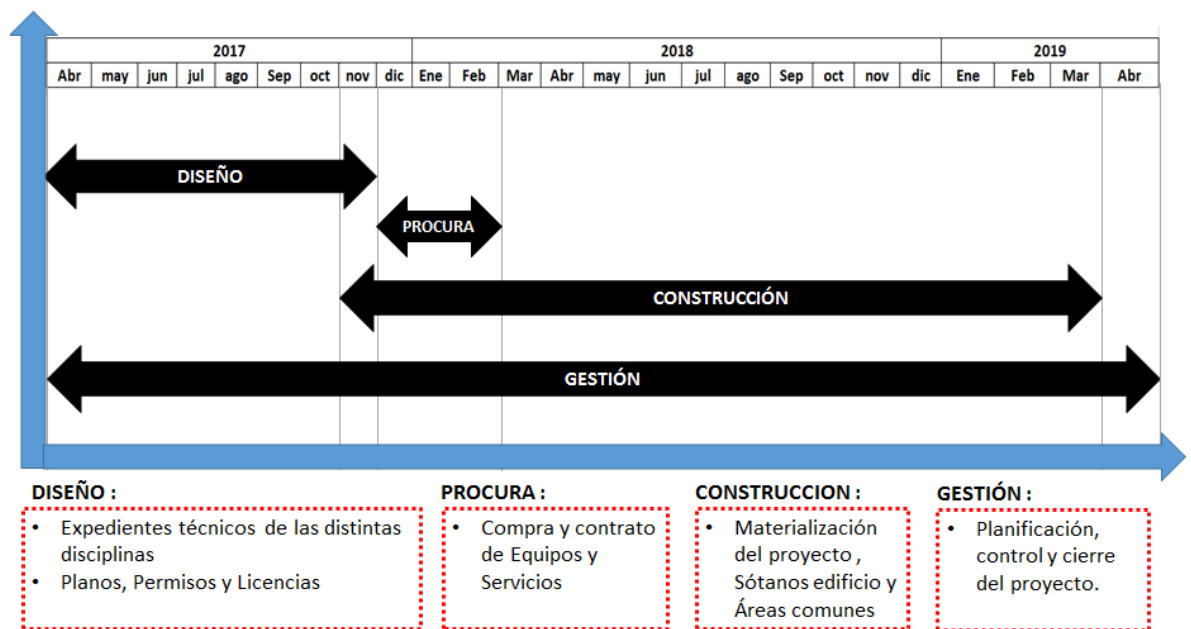 2017 2018 2019
Abr may jun jul ago Sep oct nov dic Ene Feb Mar Abr may jun jul ago Sep oct nov dic Ene Feb Mar Abr
DISEÑO
PROCURA
CONSTRUCCIÓN
GESTIÓN
DISEÑO :
• Expedientes técnicos de las distintas
disciplinas
• Planos, Permisos y Licencias
PROCURA :
• Compra y contrato
de Equipos y
Servicios
CONSTRUCCION :
• Materialización
del proyecto ,
Sótanos edificio y
Áreas comunes
GESTIÓN :
• Planificación,
control y cierre
del proyecto.